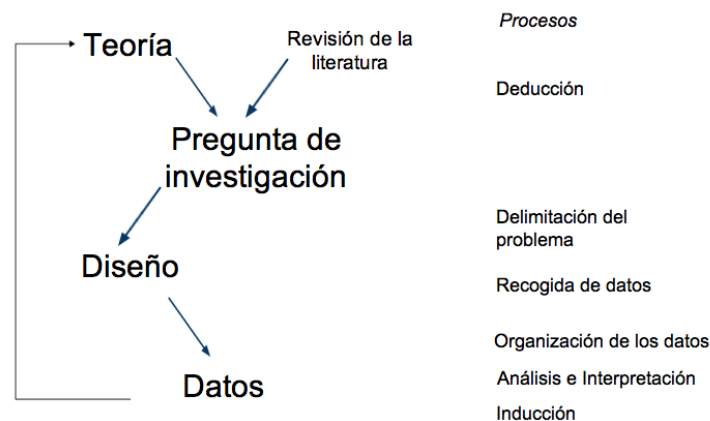 Procesos
Teoría
Revisión de la
literatura
Deducción
Pregunta de
investigación
Delimitación del
problema
Diseño
Recogida de datos
Organización de los datos
Datos
Análisis e Interpretación
Inducción